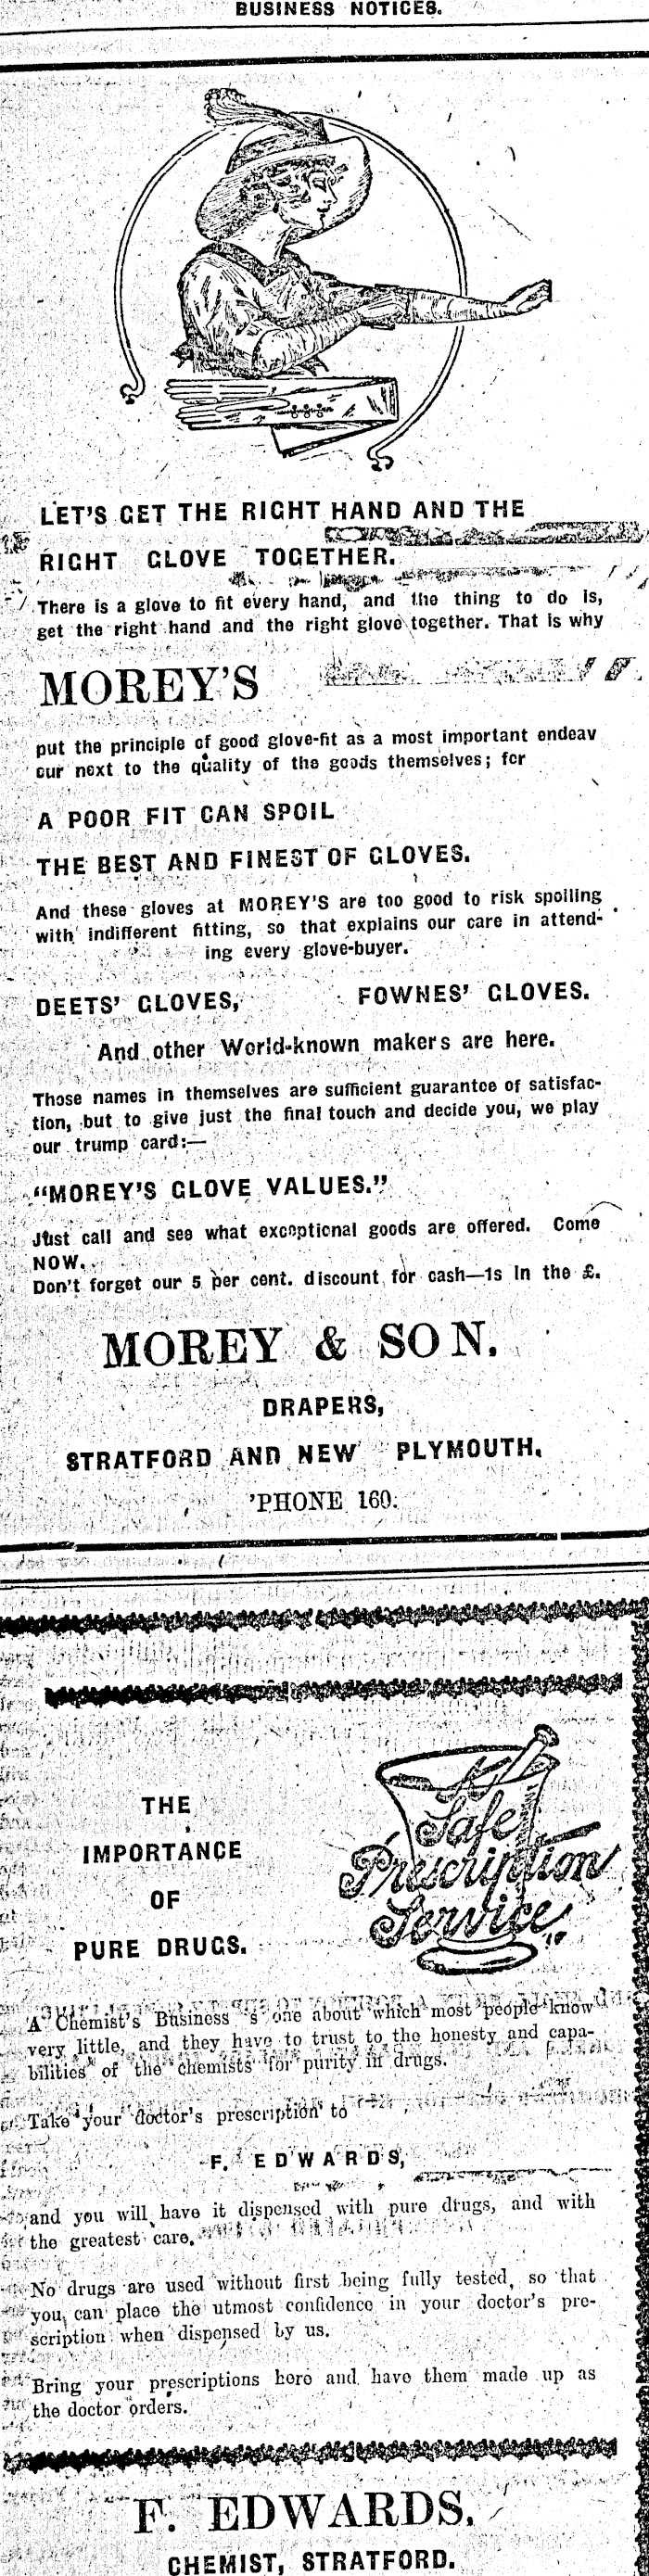 BUSINESS NOTICES.
LET'S GET THE RIGHT HAND AND THE
RIGHT GLOVE TOGETHER.
There is a glove to fit every hand, and the thing to do is,
get the right hand and the right glove together. That is why
MOREY'S
put the principle of good glove-fit as a most important endeav
our next to the quality of the goods themselves; for
A POOR FIT CAN SPOIL
THE BEST AND FINEST OF GLOVES.
And these gloves at MOREY'S are too good to risk spoiling
with indifferent fitting, so that explains our care in attend-
ing every glove-buyer.
DEETS' GLOVES, FOWNES' GLOVES.
And other World-known makers are here.
Those names in themselves are sufficient guarantee of satisfac-
tion, but to give just the final touch and decide you, we play
our trump card:—
"MOREY'S GLOVE VALUES."
Just call and see what exceptional goods are offered. Come
NOW.
Don't forget our 5 per cent. discount for cash—1s in the £.
MOREY & SON.
DRAPERS,
STRATFORD AND NEW PLYMOUTH.
'PHONE 160.
THE
IMPORTANCE
OF
PURE DRUGS.
Safe
Prescription
Service
A Chemist's Business s one about which most people know
very little, and they have to trust to the honesty and capa-
bilities of the chemists for purity in drugs.
Take your doctor's prescription to
F. EDWARDS,
and you will have it dispensed with pure drugs, and with
the greatest care.
No drugs are used without first being fully tested, so that
you can place the utmost confidence in your doctor's pre-
scription when dispensed by us.
Bring your prescriptions here and have them made up as
the doctor orders.
F. EDWARDS.
CHEMIST, STRATFORD.